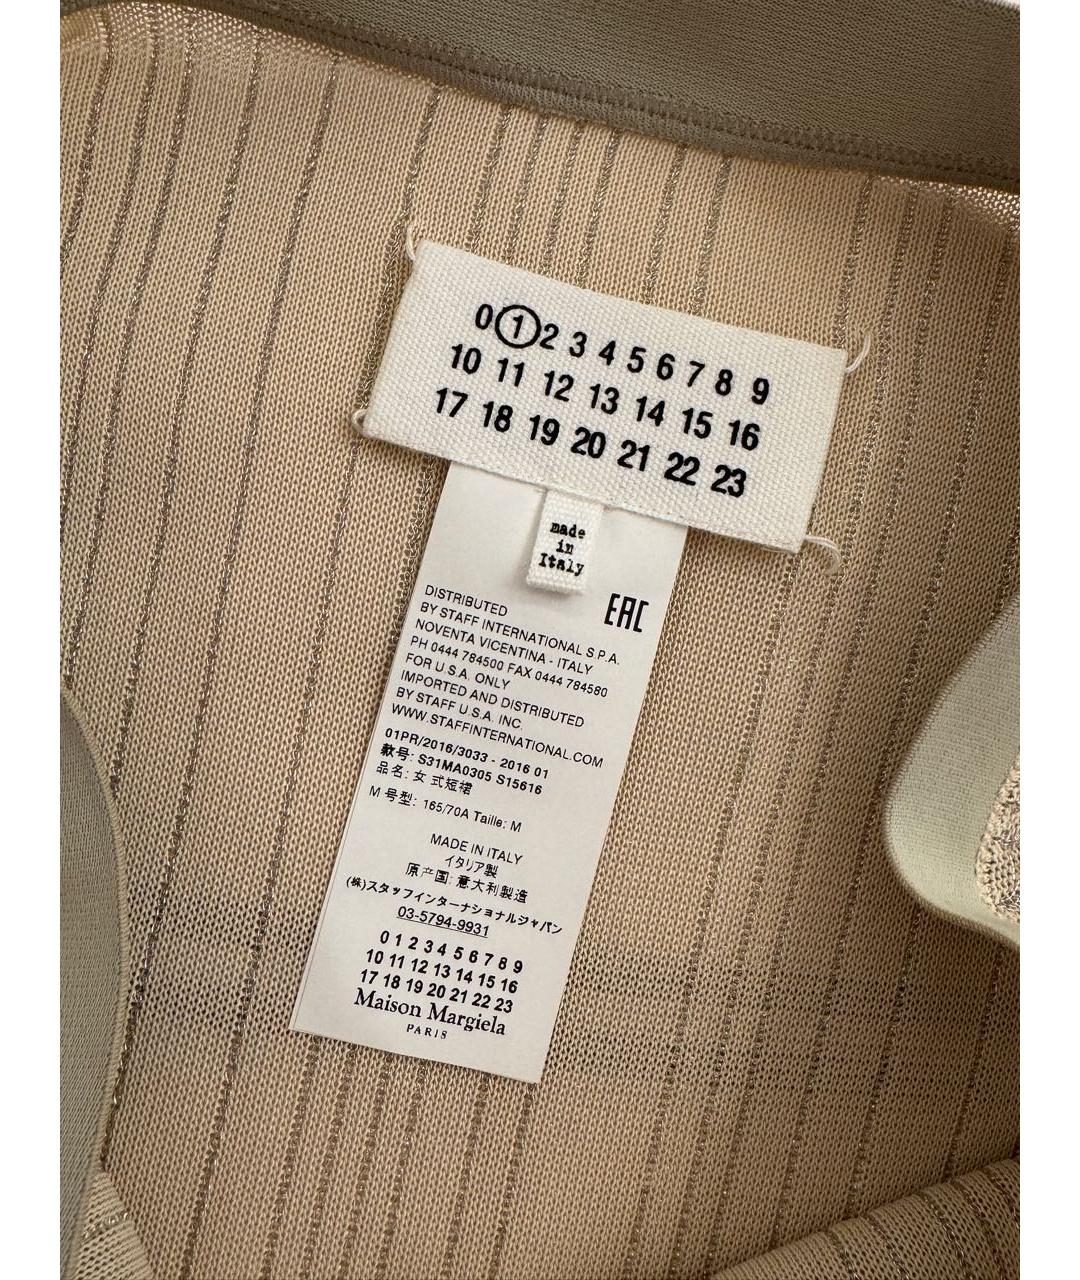 0 1 2 3 4 5 6 7 8 9
10 11 12 13 14 15 16
17 18 19 20 21 22 23
made
in
Italy
EAC
DISTRIBUTED
BY STAFF INTERNATIONAL S.P.A.
NOVENTA VICENTINA - ITALY
PH 0444 784500 FAX 0444 784580
FOR U.S.A. ONLY
IMPORTED AND DISTRIBUTED
BY STAFF U.S.A. INC.
WWW.STAFFINTERNATIONAL.COM
01PR/2016/3033 - 2016 01
款号: S31MA0305 S15616
品名: 女 式短裙
M 号型: 165/70A Taille: M
MADE IN ITALY
イタリア製
原产国: 意大利製造
(株)スタッフインターナショナルジャパン
03-5794-9931
0 1 2 3 4 5 6 7 8 9
10 11 12 13 14 15 16
17 18 19 20 21 22 23
Maison Margiela
PARIS